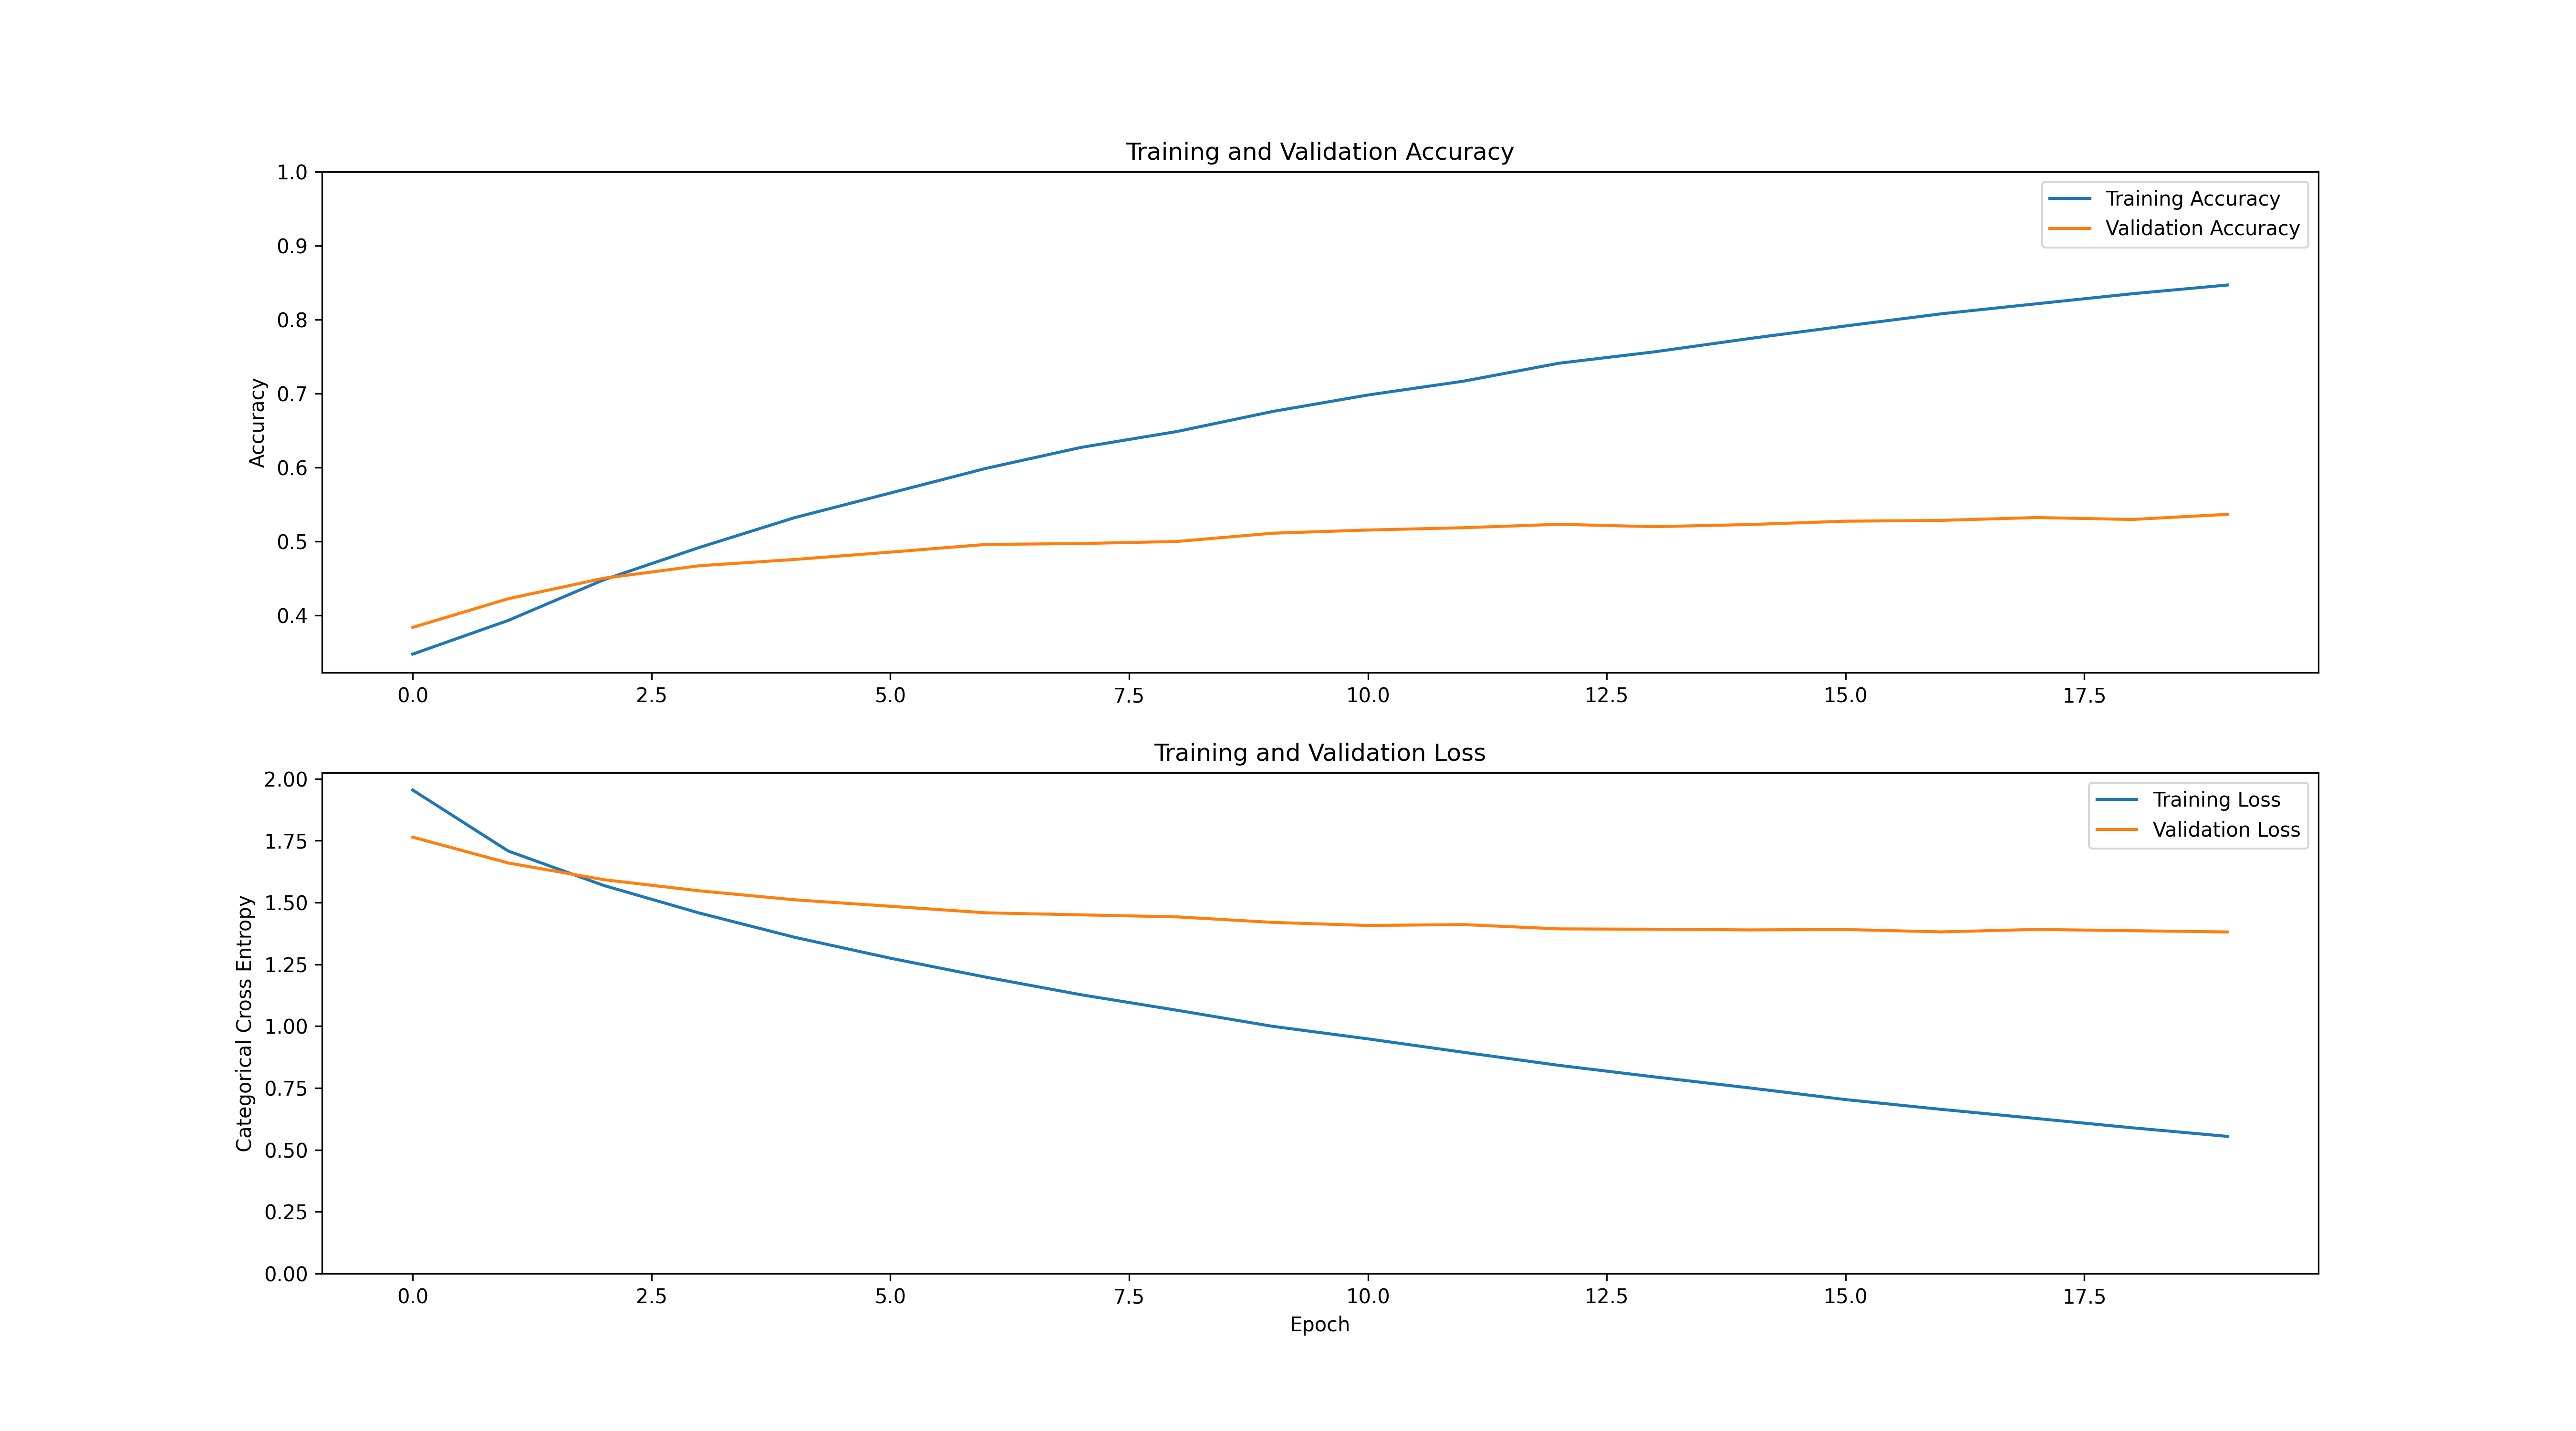 Training and Validation Accuracy
1.0
0.9
0.8
0.7
0.6
0.5
0.4
Accuracy
Training Accuracy
Validation Accuracy
0.0 2.5 5.0 7.5 10.0 12.5 15.0 17.5
Training and Validation Loss
2.00
1.75
1.50
1.25
1.00
0.75
0.50
0.25
0.00
Categorical Cross Entropy
Training Loss
Validation Loss
0.0 2.5 5.0 7.5 10.0 12.5 15.0 17.5
Epoch